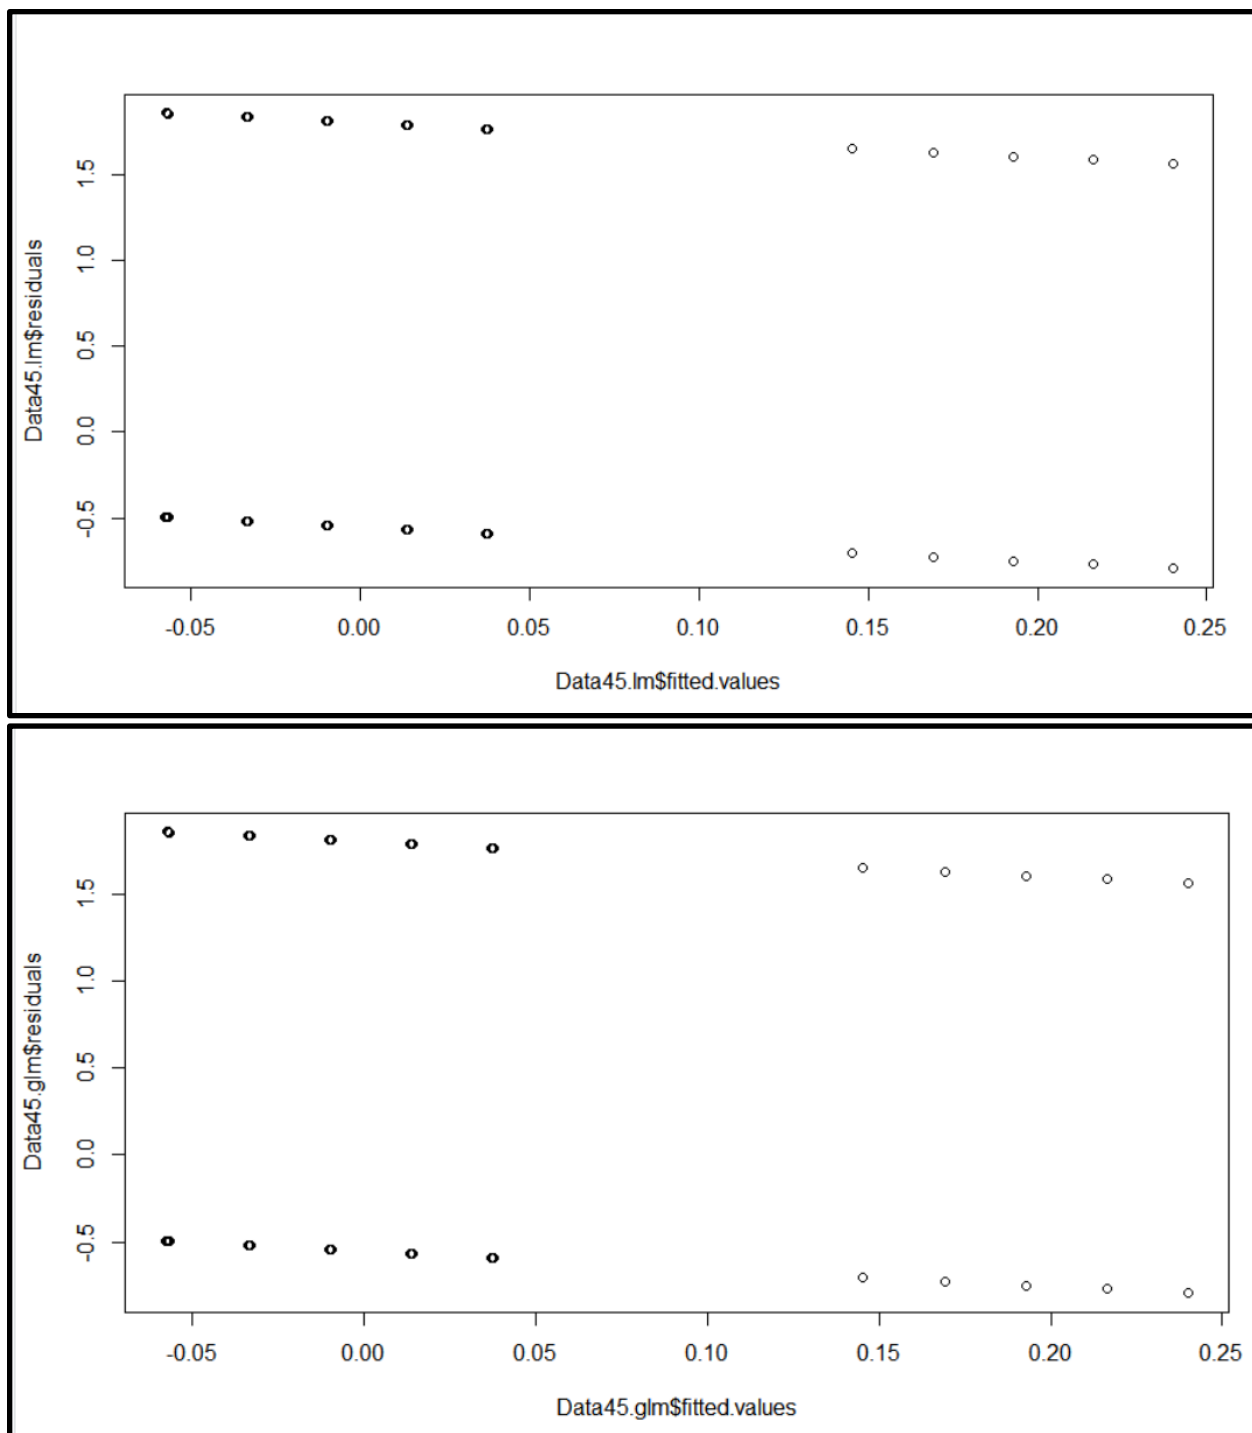 1.5
1.0
0.5
0.0
-0.5
Data45.lm$residuals
-0.05 0.00 0.05 0.10 0.15 0.20 0.25
Data45.lm$fitted.values
1.5
1.0
0.5
0.0
-0.5
Data45.glm$residuals
-0.05 0.00 0.05 0.10 0.15 0.20 0.25
Data45.glm$fitted.values